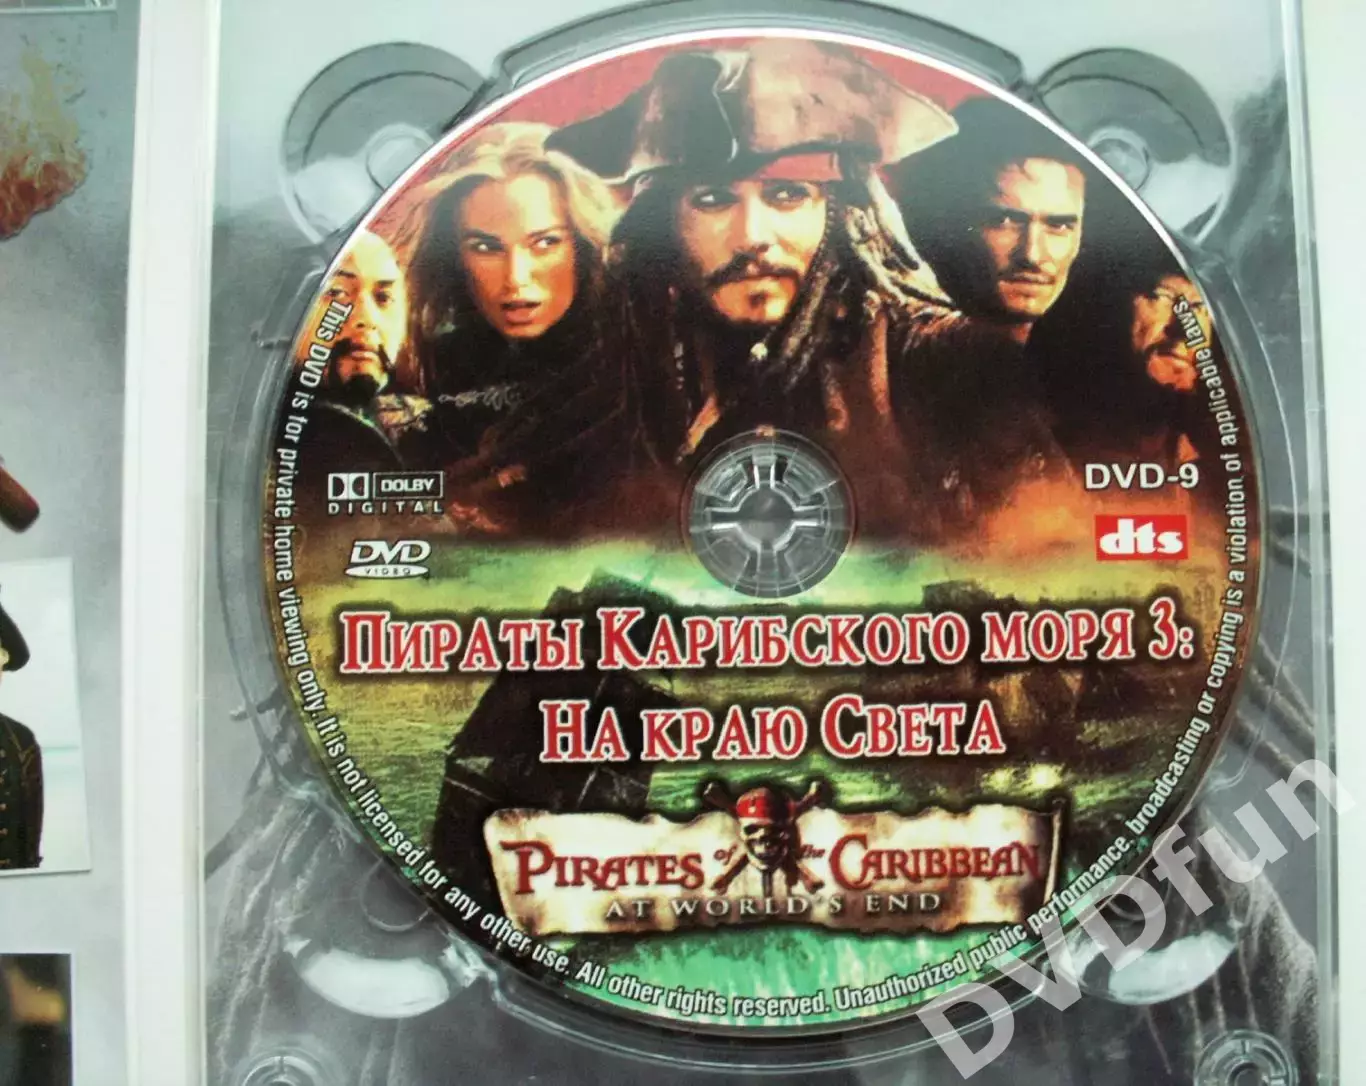 DOLBY
DIGITAL
DVD
VIDEO
DVD-9
dts
Пираты Карибского моря 3:
На краю Света
Pirates of the Caribbean
AT WORLD'S END
This DVD is for private home viewing only. It is not licensed for any other use. All other rights reserved. Unauthorized public performance, broadcasting or copying is a violation of applicable laws.
DVDfun